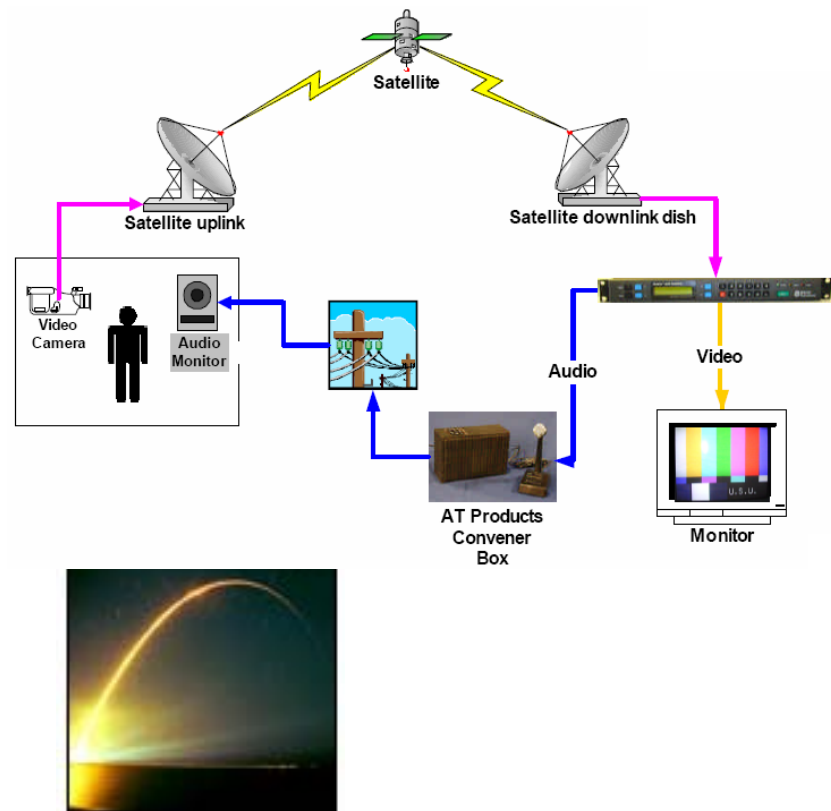 Satellite
Satellite uplink
Satellite downlink dish
Video
Camera
Audio
Monitor
Audio
Video
AT Products
Convener
Box
U.S.U.
Monitor